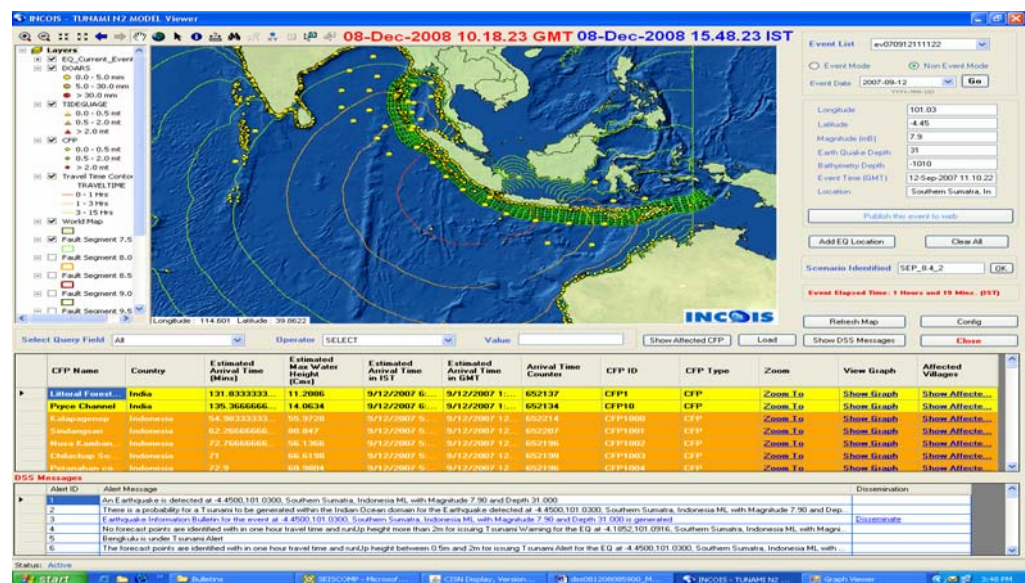 INCOIS - TUNAMI N2 MODEL Viewer
08-Dec-2008 10.18.23 GMT 08-Dec-2008 15.48.23 IST
Layers
EQ_Current_Event
DOARS
0.0 - 5.0 mm
5.0 - 30.0 mm
> 30.0 mm
TIDEGUAGE
0.0 - 0.5 mt
0.5 - 2.0 mt
> 2.0 mt
CFP
0.0 - 0.5 mt
0.5 - 2.0 mt
> 2.0 mt
Travel Time Contor
TRAVELTIME
0 - 1 Hrs
1 - 3 Hrs
3 - 15 Hrs
World Map
Fault Segment 7.5
Fault Segment 8.0
Fault Segment 8.5
Fault Segment 9.0
Fault Segment 9.5
Longitude : 114.601 Latitude : 39.0622
INCOIS
Event List ev070912111122
Event Mode Non Event Mode
Event Date 2007-09-12 Go
Longitude 101.03
Latitude -4.45
Magnitude (mB) 7.9
Earth Quake Depth 31
Bathymetry Depth -1010
Event Time (GMT) 12-Sep-2007 11.10.22
Location Southern Sumatra, In
Publish this event to web
Add EQ Location Clear All
Scenario Identified SEP_8.4_2 OK
Event Elapsed Time: 1 Hours and 19 Mins. (IST)
Refresh Map Config
Select Query Field All Operator SELECT Value Show Affected CFP Load Show DSS Messages Close
CFP Name Country Estimated Arrival Time (Mins) Estimated Max Water Height (Cms) Estimated Arrival Time in IST Estimated Arrival Time in GMT Arrival Time Counter CFP ID CFP Type Zoom View Graph Affected Villages
Littoral Forest... India 131.8333333... 11.2086 9/12/2007 6:... 9/12/2007 1:... 652137 CFP1 CFP Zoom To Show Graph Show Affecte...
Pryce Channel India 135.3666666... 14.0634 9/12/2007 6:... 9/12/2007 1:... 652134 CFP10 CFP Zoom To Show Graph Show Affecte...
Indonesia CFP1000 CFP Zoom To Show Graph Show Affecte...
Indonesia CFP1001 CFP Zoom To Show Graph Show Affecte...
Indonesia CFP1002 CFP Zoom To Show Graph Show Affecte...
Indonesia 71 CFP1003 CFP Zoom To Show Graph Show Affecte...
Indonesia 72.9 CFP1004 CFP Zoom To Show Graph Show Affecte...
DSS Messages
Alert ID Alert Message Dissemination
1 An Earthquake is detected at -4.4500,101.0300, Southern Sumatra, Indonesia ML with Magnitude 7.90 and Depth 31.000
2 There is a probability for a Tsunami to be generated within the Indian Ocean domain for the Earthquake detected at -4.4500,101.0300, Southern Sumatra, Indonesia ML with Magnitude 7.90 and Dep...
3 Earthquake Information Bulletin for the event at -4.4500,101.0300, Southern Sumatra, Indonesia ML with Magnitude 7.90 and Depth 31.000 is generated Disseminate
4 No forecast points are identified with in one hour travel time and runUp height more than 2m for issuing Tsunami Warning for the EQ at -4.1852,101.0916, Southern Sumatra, Indonesia ML with Magni...
5 Bengkulu is under Tsunami Alert
6 The forecast points are identified with in one hour travel time and runUp height between 0.5m and 2m for issuing Tsunami Alert for the EQ at -4.4500,101.0300, Southern Sumatra, Indonesia ML with ...
Status: Active
start Bulletins SEISCOMP - Microsof... CISN Display, Version... INCOIS - TUNAMI N2 ... Graph Viewer 3:48 PM